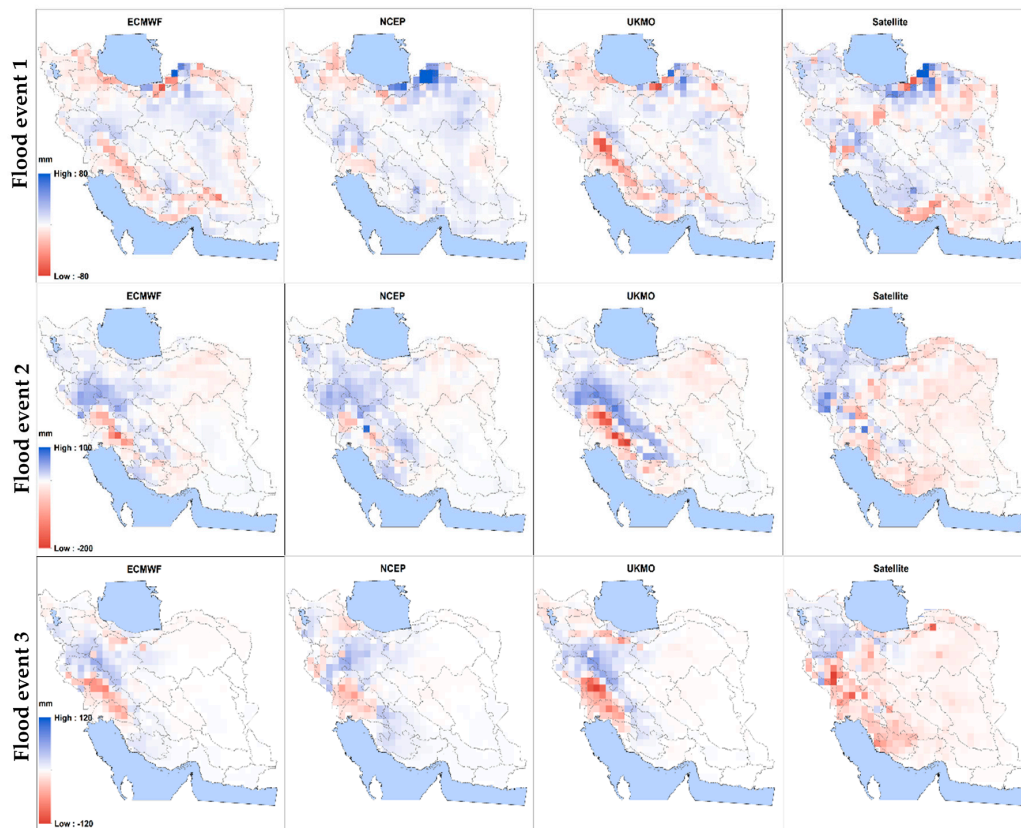 ECMWF NCEP UKMO Satellite
Flood event 1
mm
High : 80
Low : -80
ECMWF NCEP UKMO Satellite
Flood event 2
mm
High : 100
Low : -200
ECMWF NCEP UKMO Satellite
Flood event 3
mm
High : 120
Low : -120